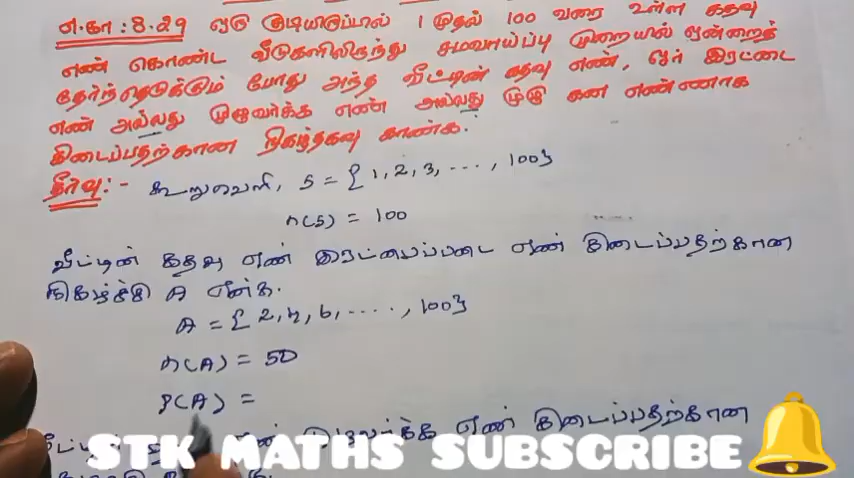 எ.கா : 8.29 ஒரு குடியிருப்பில் 1 முதல் 100 வரை உள்ள கதவு
எண் கொண்ட வீடுகளிலிருந்து சமவாய்ப்பு முறையில் ஒன்றைத்
தேர்ந்தெடுக்கும் போது அந்த வீட்டின் கதவு எண், ஓர் இரட்டை
எண் அல்லது முழுவர்க்க எண் அல்லது முழு கன எண்ணாக
கிடைப்பதற்கான நிகழ்தகவு காண்க.
தீர்வு:- கூறுவெளி, S = {1, 2, 3, ..., 100}
n(S) = 100
வீட்டின் கதவு எண் இரட்டைப்படை எண் கிடைப்பதற்கான
நிகழ்ச்சி A என்க.
A = {2, 4, 6, ...., 100}
n(A) = 50
P(A) =
எண் முழுவர்க்க எண் கிடைப்பதற்கான
STK MATHS SUBSCRIBE